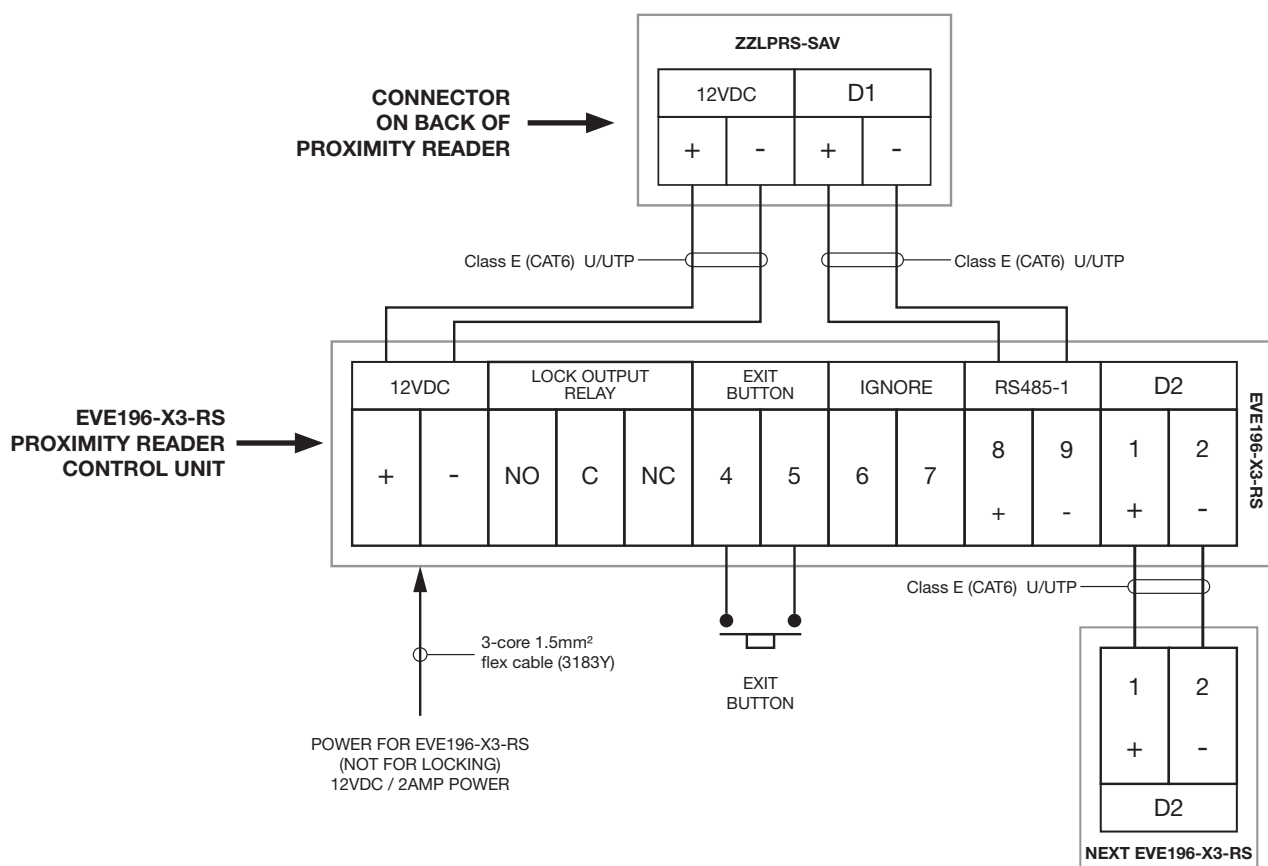 ZZLPRS-SAV
12VDC D1
+ - + -
CONNECTOR
ON BACK OF
PROXIMITY READER
Class E (CAT6) U/UTP
Class E (CAT6) U/UTP
EVE196-X3-RS
PROXIMITY READER
CONTROL UNIT
12VDC
LOCK OUTPUT
RELAY
EXIT
BUTTON
IGNORE
RS485-1
D2
+ - NO C NC 4 5 6 7 8 9 1 2
+ - + -
EVE196-X3-RS
Class E (CAT6) U/UTP
3-core 1.5mm²
flex cable (3183Y)
EXIT
BUTTON
POWER FOR EVE196-X3-RS
(NOT FOR LOCKING)
12VDC / 2AMP POWER
1 2
+ -
D2
NEXT EVE196-X3-RS